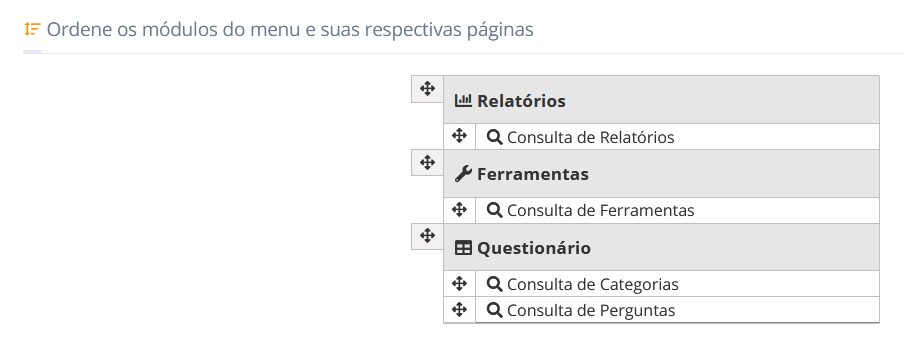 Ordene os módulos do menu e suas respectivas páginas
Relatórios
Consulta de Relatórios
Ferramentas
Consulta de Ferramentas
Questionário
Consulta de Categorias
Consulta de Perguntas